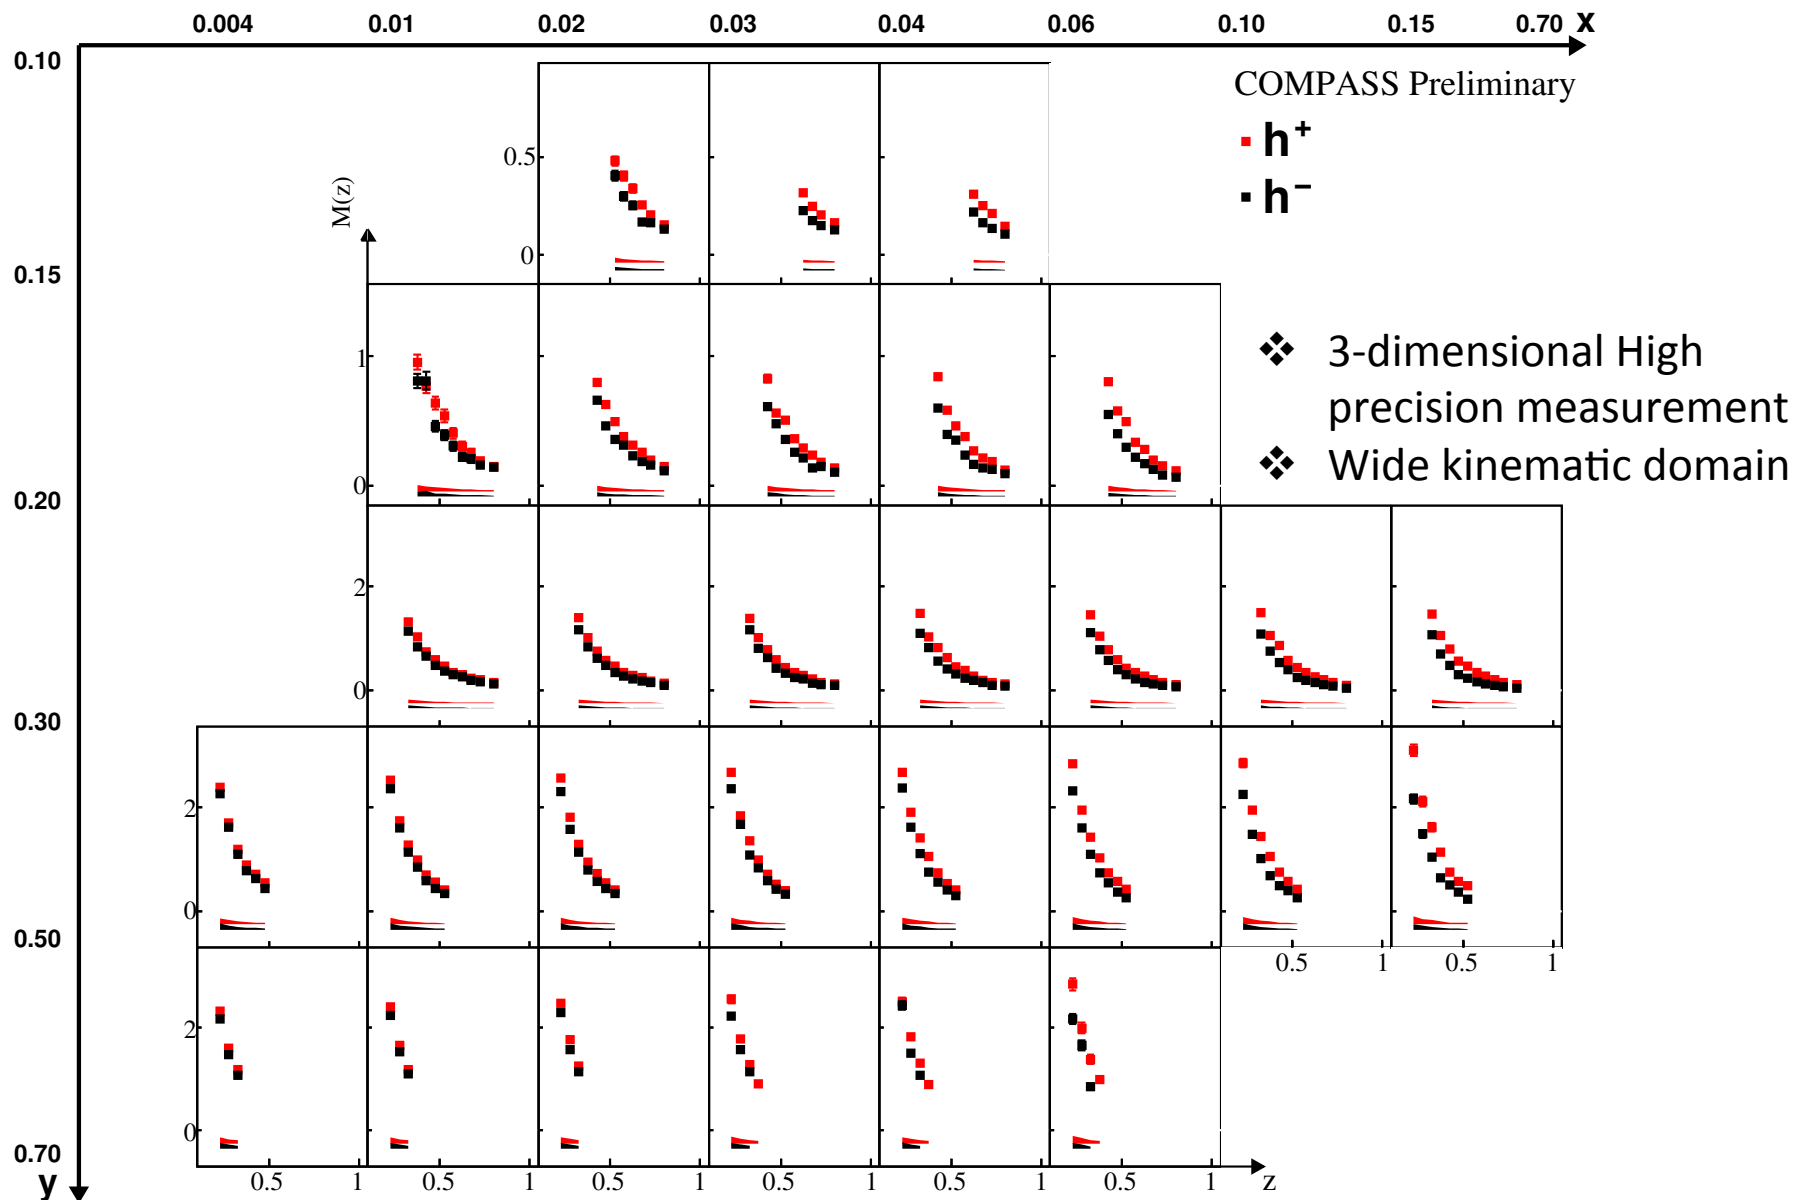 0.004 0.01 0.02 0.03 0.04 0.06 0.10 0.15 0.70 x
0.10
COMPASS Preliminary
h+
0.5
M(z)
h−
0
0.15
❖ 3-dimensional High
1
precision measurement
❖ Wide kinematic domain
0
0.20
2
0
0.30
2
0
0.50
0.5 1 0.5 1
2
0
0.70
0.5 1 0.5 1 0.5 1 0.5 1 0.5 1 0.5 1 z
y